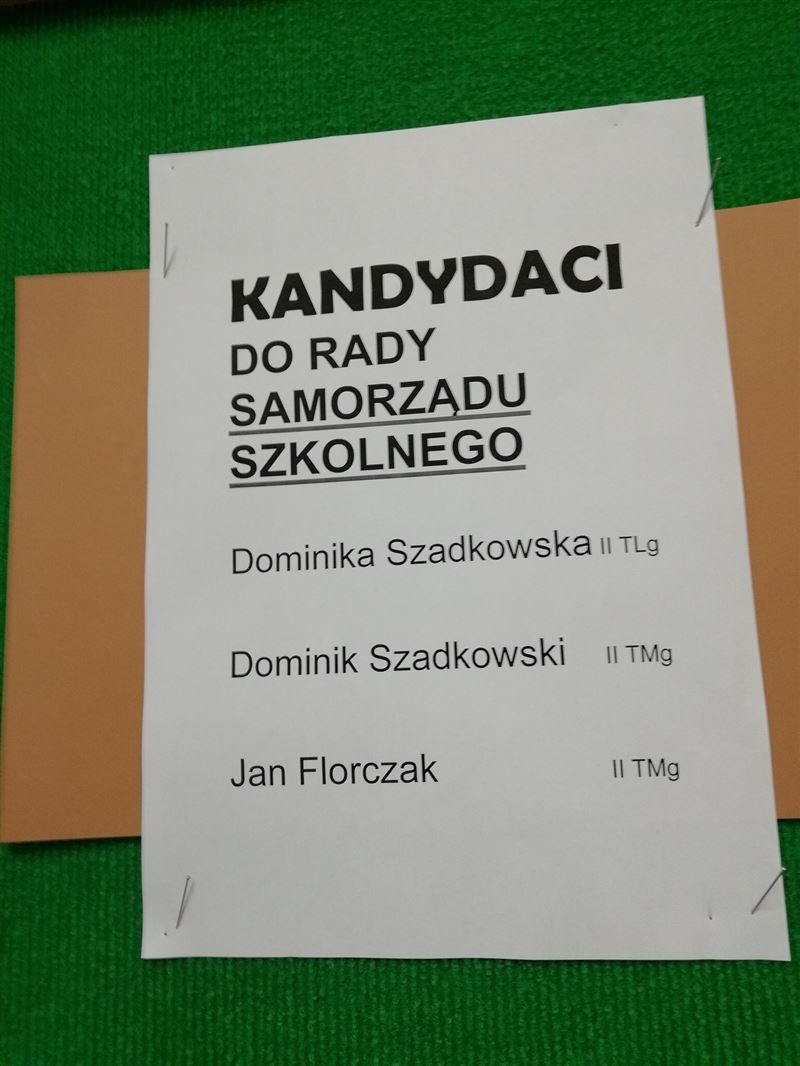 KANDYDACI
DO RADY
SAMORZĄDU
SZKOLNEGO
Dominika Szadkowska II TLg
Dominik Szadkowski II TMg
Jan Florczak II TMg